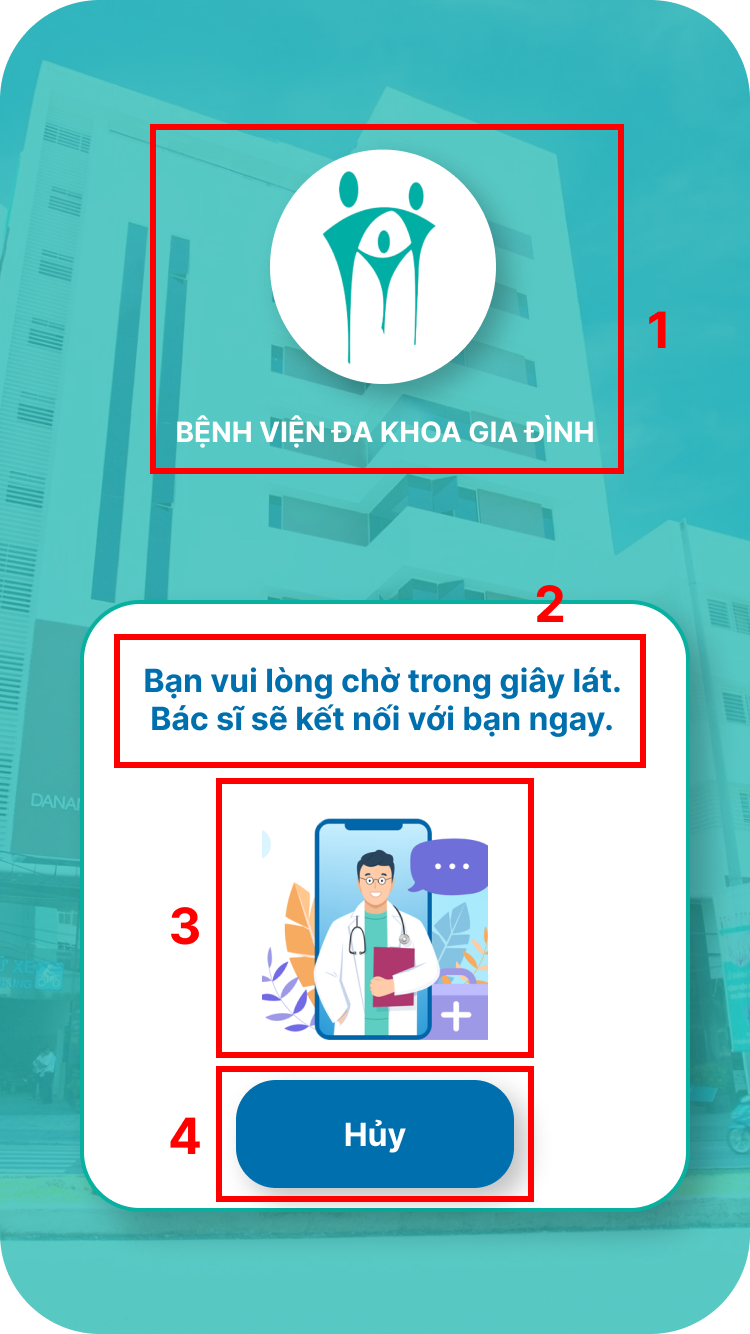 BỆNH VIỆN ĐA KHOA GIA ĐÌNH
1
2
Bạn vui lòng chờ trong giây lát.
Bác sĩ sẽ kết nối với bạn ngay.
3
4
Hủy